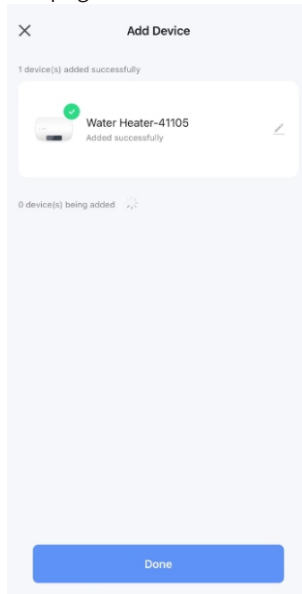 Add Device
1 device(s) added successfully
Water Heater-41105
Added successfully
0 device(s) being added
Done